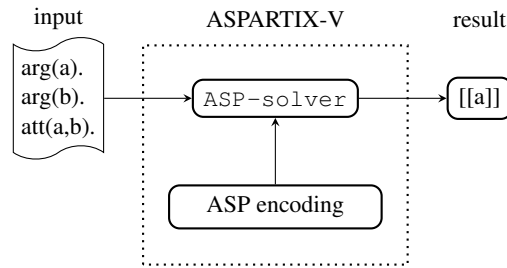 input
ASPARTIX-V
result
arg(a).
arg(b).
att(a,b).
ASP-solver
[[a]]
ASP encoding